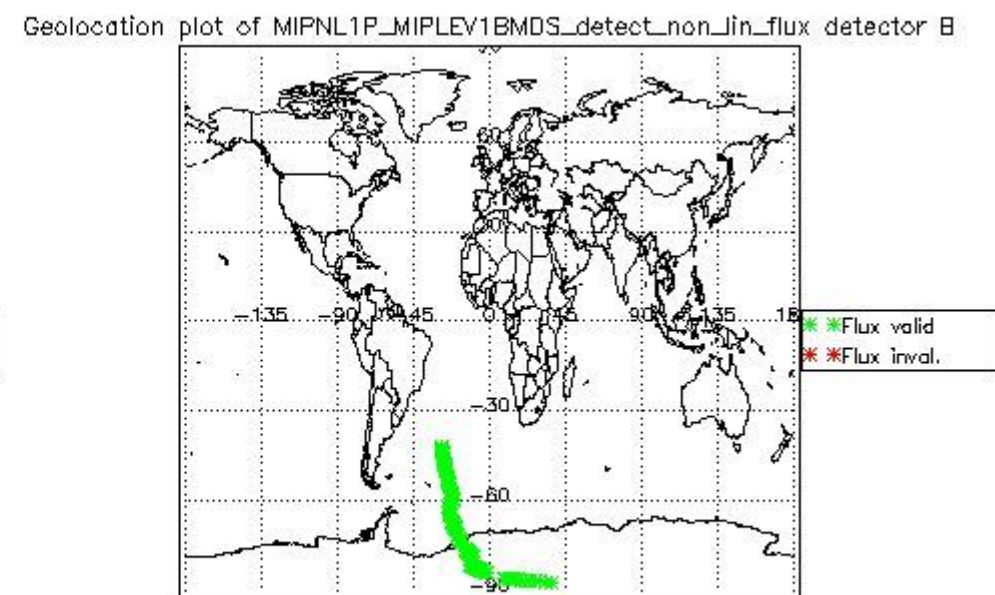 Geolocation plot of MIPNL1P_MIPLEV1BMDS_detect_non_lin_flux detector B
60
-135 -90 -45 0 45 90 135
Flux valid
Flux inval.
-30
-60
-90